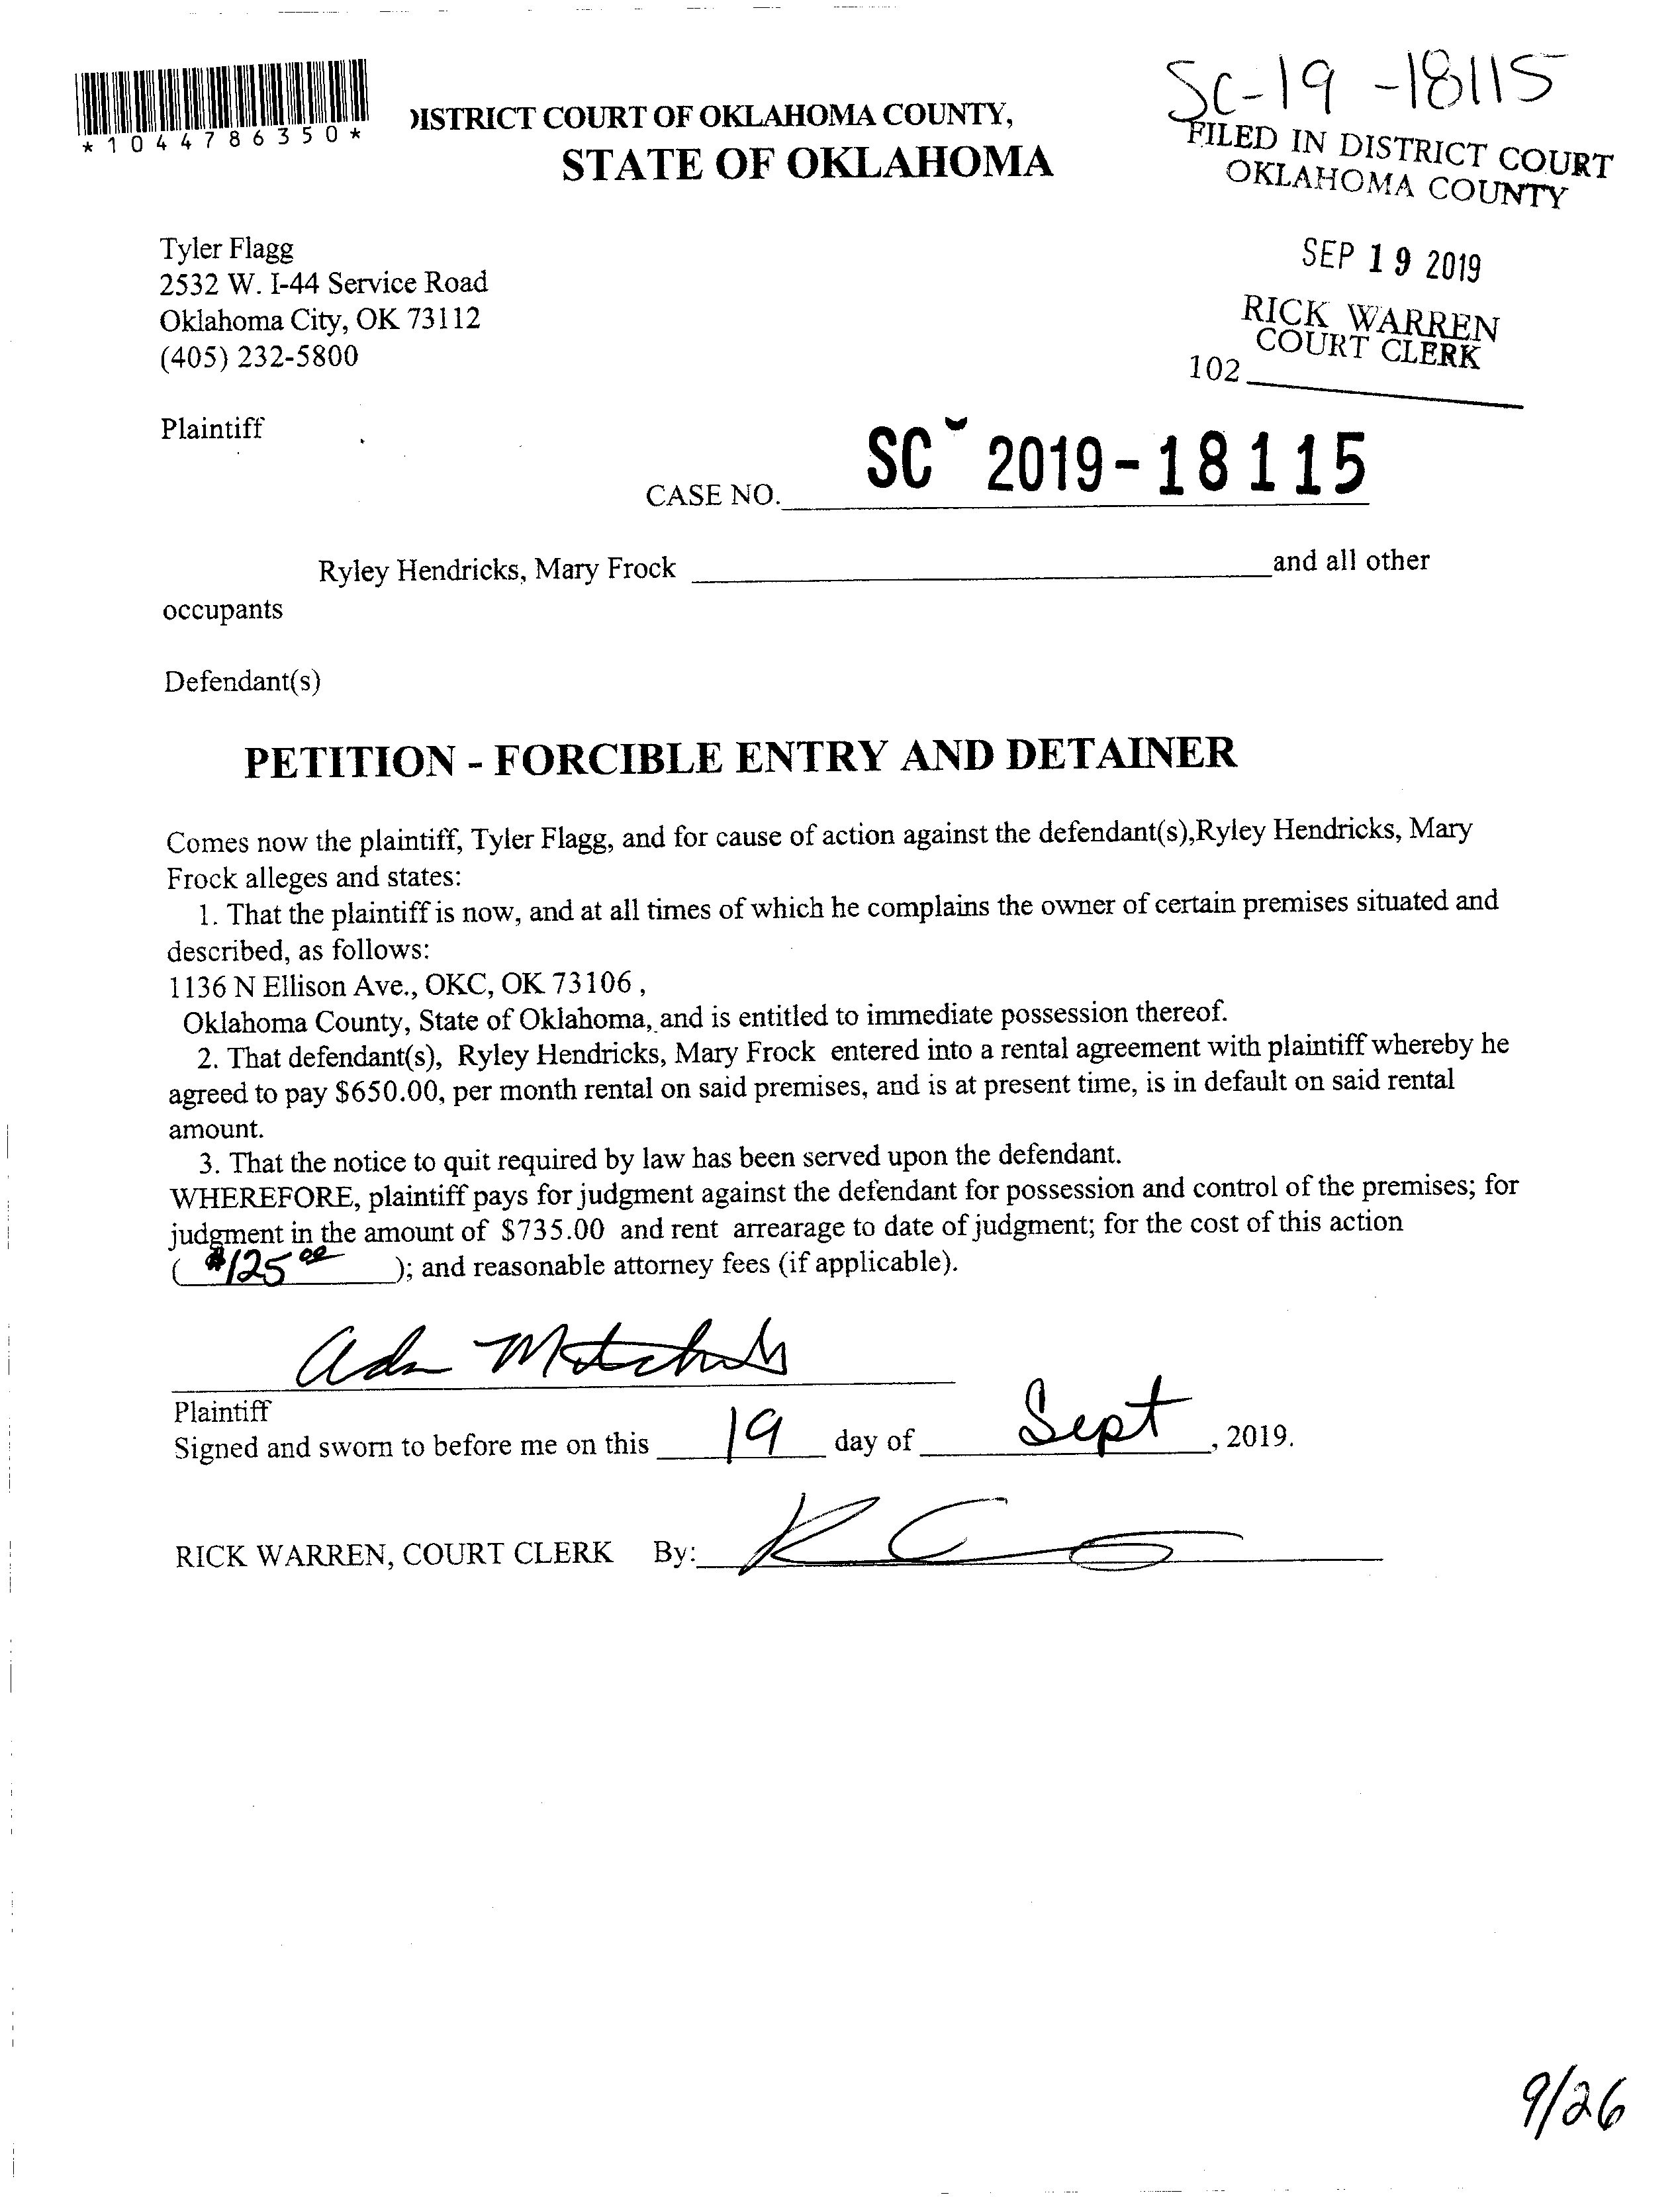 SC-19-18115
*1044786350*
DISTRICT COURT OF OKLAHOMA COUNTY,
STATE OF OKLAHOMA
FILED IN DISTRICT COURT
OKLAHOMA COUNTY
SEP 19 2019
RICK WARREN
COURT CLERK
102
Tyler Flagg
2532 W. I-44 Service Road
Oklahoma City, OK 73112
(405) 232-5800
Plaintiff
CASE NO. SC-2019-18115
Ryley Hendricks, Mary Frock and all other
occupants
Defendant(s)
PETITION - FORCIBLE ENTRY AND DETAINER
Comes now the plaintiff, Tyler Flagg, and for cause of action against the defendant(s),Ryley Hendricks, Mary
Frock alleges and states:
1. That the plaintiff is now, and at all times of which he complains the owner of certain premises situated and
described, as follows:
1136 N Ellison Ave., OKC, OK 73106 ,
Oklahoma County, State of Oklahoma, and is entitled to immediate possession thereof.
2. That defendant(s), Ryley Hendricks, Mary Frock entered into a rental agreement with plaintiff whereby he
agreed to pay $650.00, per month rental on said premises, and is at present time, is in default on said rental
amount.
3. That the notice to quit required by law has been served upon the defendant.
WHEREFORE, plaintiff pays for judgment against the defendant for possession and control of the premises; for
judgment in the amount of $735.00 and rent arrearage to date of judgment; for the cost of this action
( $125.00 ); and reasonable attorney fees (if applicable).
Plaintiff
Signed and sworn to before me on this 19 day of Sept, 2019.
RICK WARREN, COURT CLERK By:
9/26